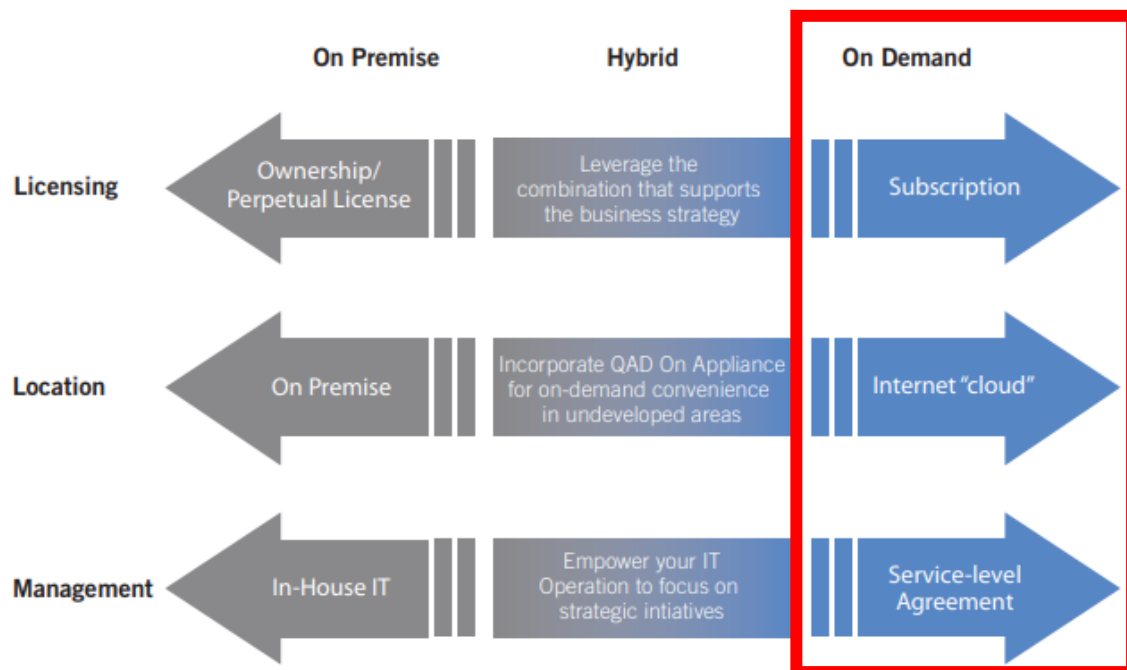 On Premise
Hybrid
On Demand
Licensing
Ownership/
Perpetual License
Leverage the
combination that supports
the business strategy
Subscription
Location
On Premise
Incorporate QAD On Appliance
for on-demand convenience
in undeveloped areas
Internet “cloud”
Management
In-House IT
Empower your IT
Operation to focus on
strategic intiatives
Service-level
Agreement